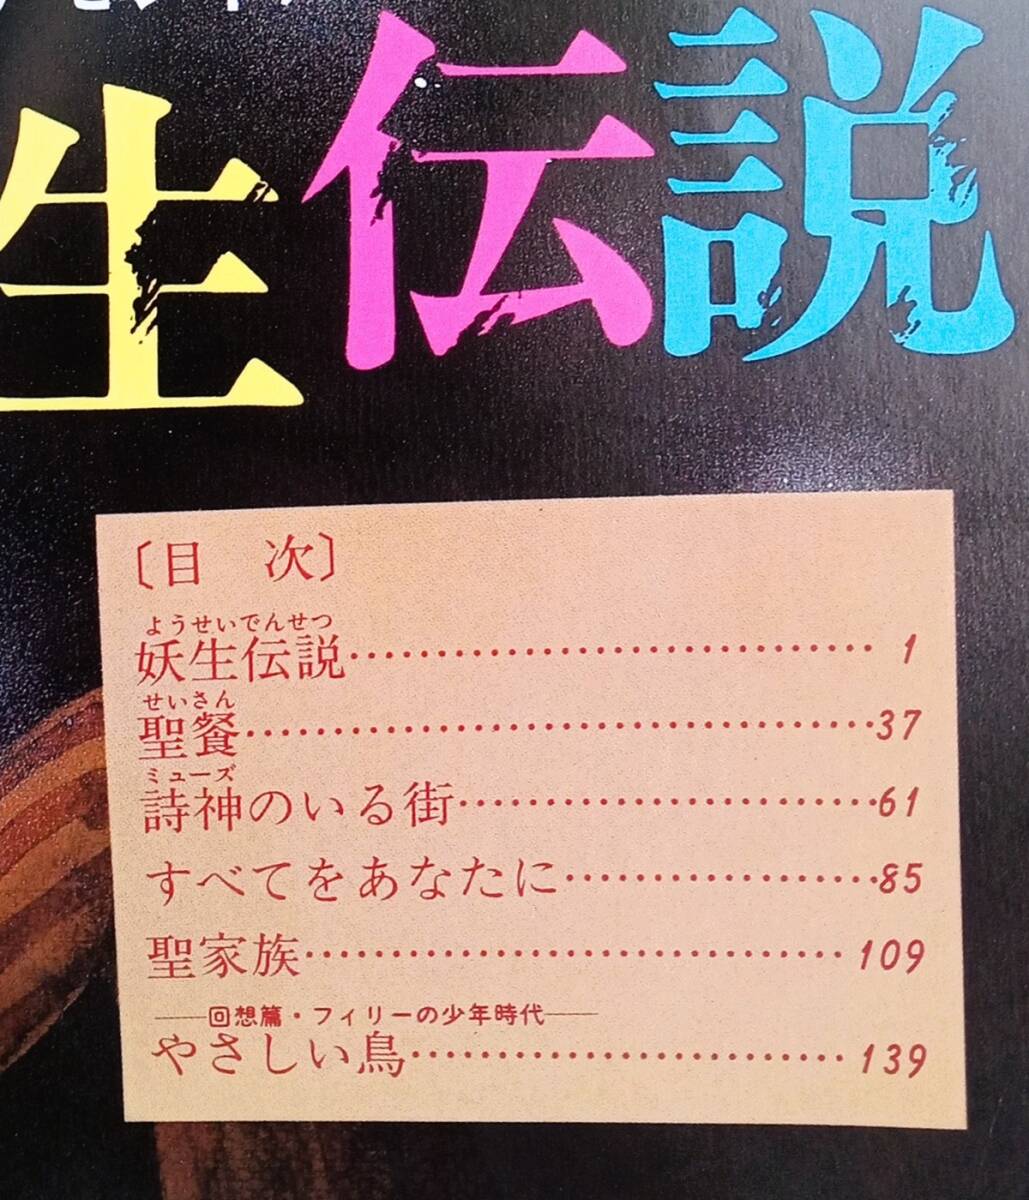 生伝説
〔目 次〕
ようせいでんせつ
妖生伝説…………………………… 1
せいさん
聖餐……………………………………37
ミューズ
詩神のいる街…………………………61
すべてをあなたに……………………85
聖家族……………………………… 109
——回想篇・フィリーの少年時代——
やさしい鳥………………………… 139